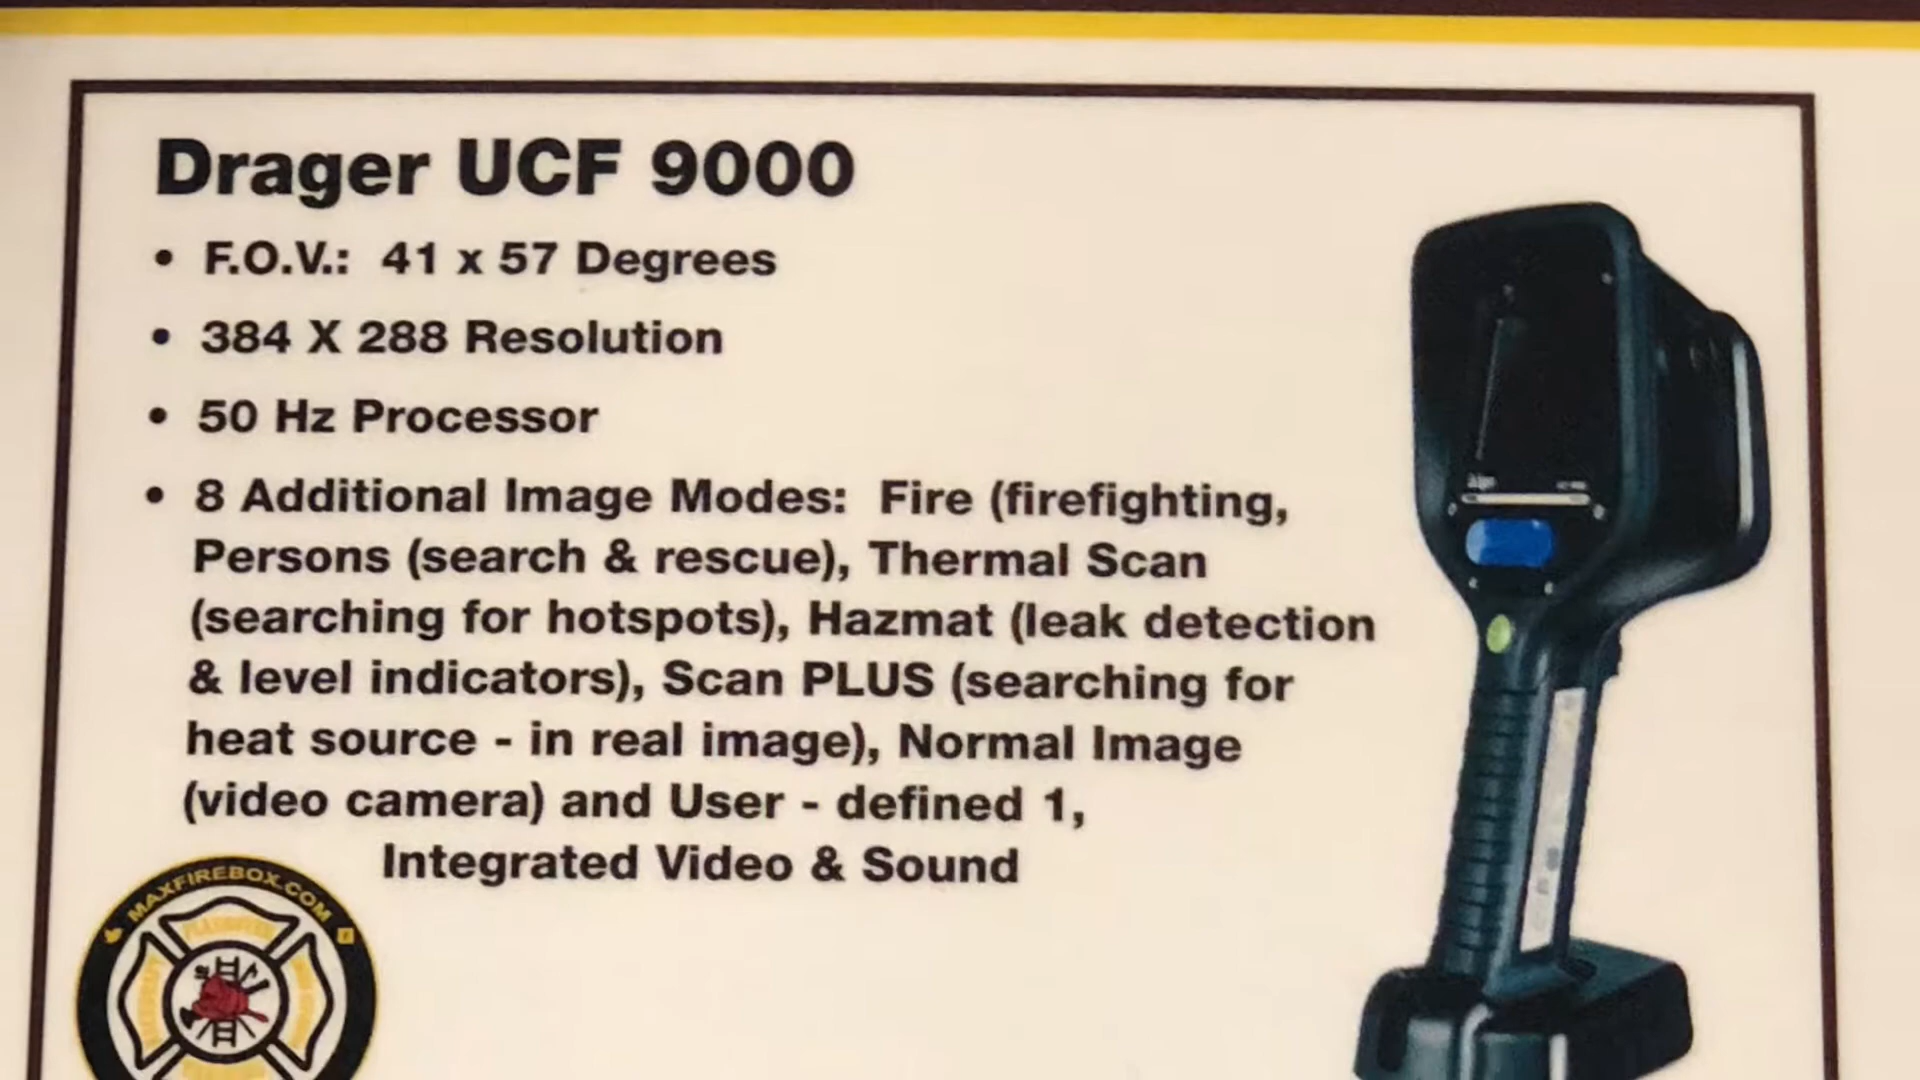 Drager UCF 9000
• F.O.V.: 41 x 57 Degrees
• 384 X 288 Resolution
• 50 Hz Processor
• 8 Additional Image Modes: Fire (firefighting,
Persons (search & rescue), Thermal Scan
(searching for hotspots), Hazmat (leak detection
& level indicators), Scan PLUS (searching for
heat source - in real image), Normal Image
(video camera) and User - defined 1,
Integrated Video & Sound
MAXFIREBOX.COM